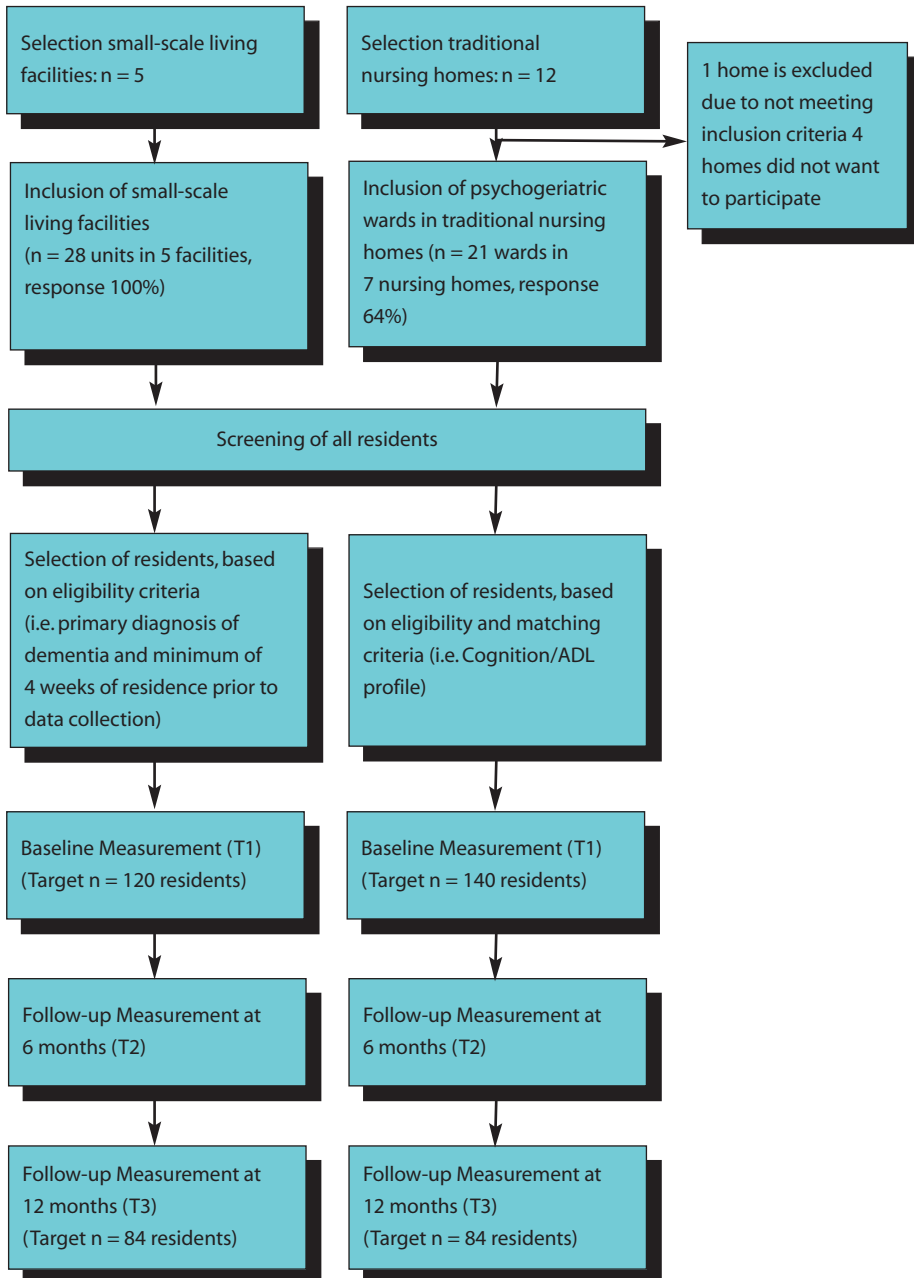 Selection small-scale living
facilities: n = 5
Selection traditional
nursing homes: n = 12
1 home is excluded
due to not meeting
inclusion criteria 4
homes did not want
to participate
Inclusion of small-scale
living facilities
(n = 28 units in 5 facilities,
response 100%)
Inclusion of psychogeriatric
wards in traditional nursing
homes (n = 21 wards in
7 nursing homes, response
64%)
Screening of all residents
Selection of residents, based
on eligibility criteria
(i.e. primary diagnosis of
dementia and minimum of
4 weeks of residence prior to
data collection)
Selection of residents, based
on eligibility and matching
criteria (i.e. Cognition/ADL
profile)
Baseline Measurement (T1)
(Target n = 120 residents)
Baseline Measurement (T1)
(Target n = 140 residents)
Follow-up Measurement at
6 months (T2)
Follow-up Measurement at
6 months (T2)
Follow-up Measurement at
12 months (T3)
(Target n = 84 residents)
Follow-up Measurement at
12 months (T3)
(Target n = 84 residents)